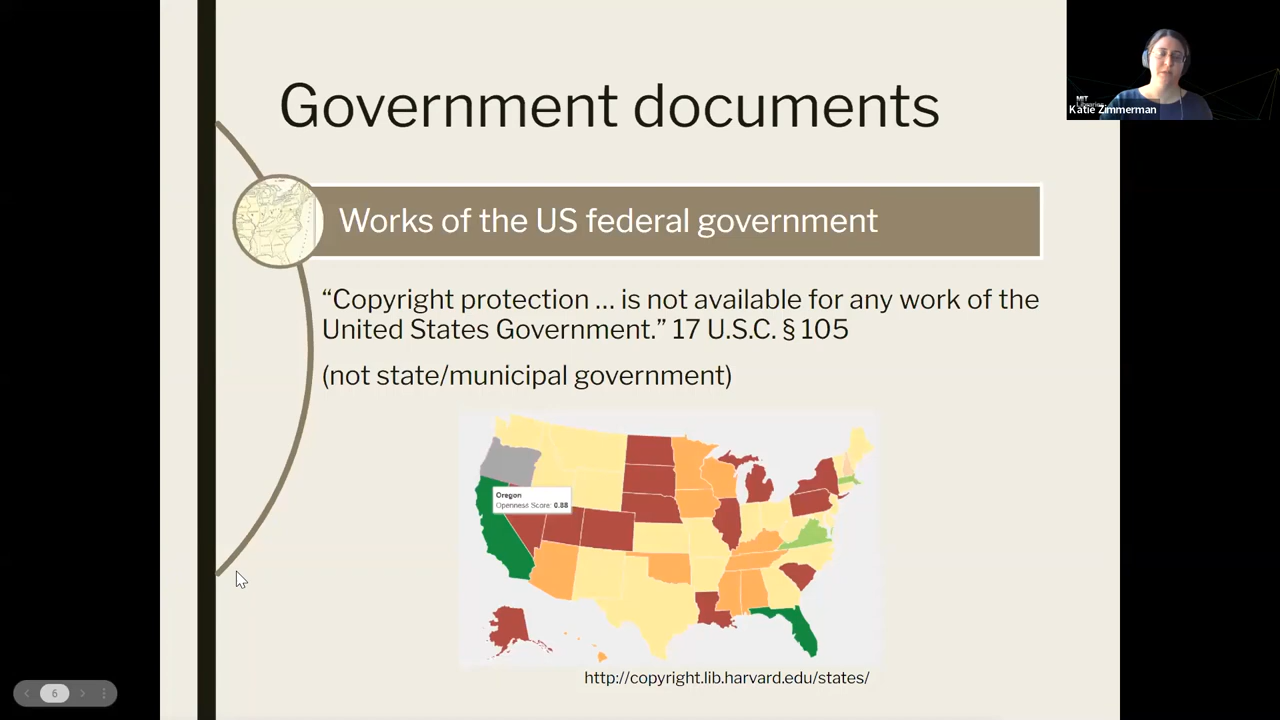 Government documents
MIT
Libraries
Katie Zimmerman
Works of the US federal government
“Copyright protection … is not available for any work of the
United States Government.” 17 U.S.C. § 105
(not state/municipal government)
Oregon
Openness Score: 0.88
http://copyright.lib.harvard.edu/states/
6